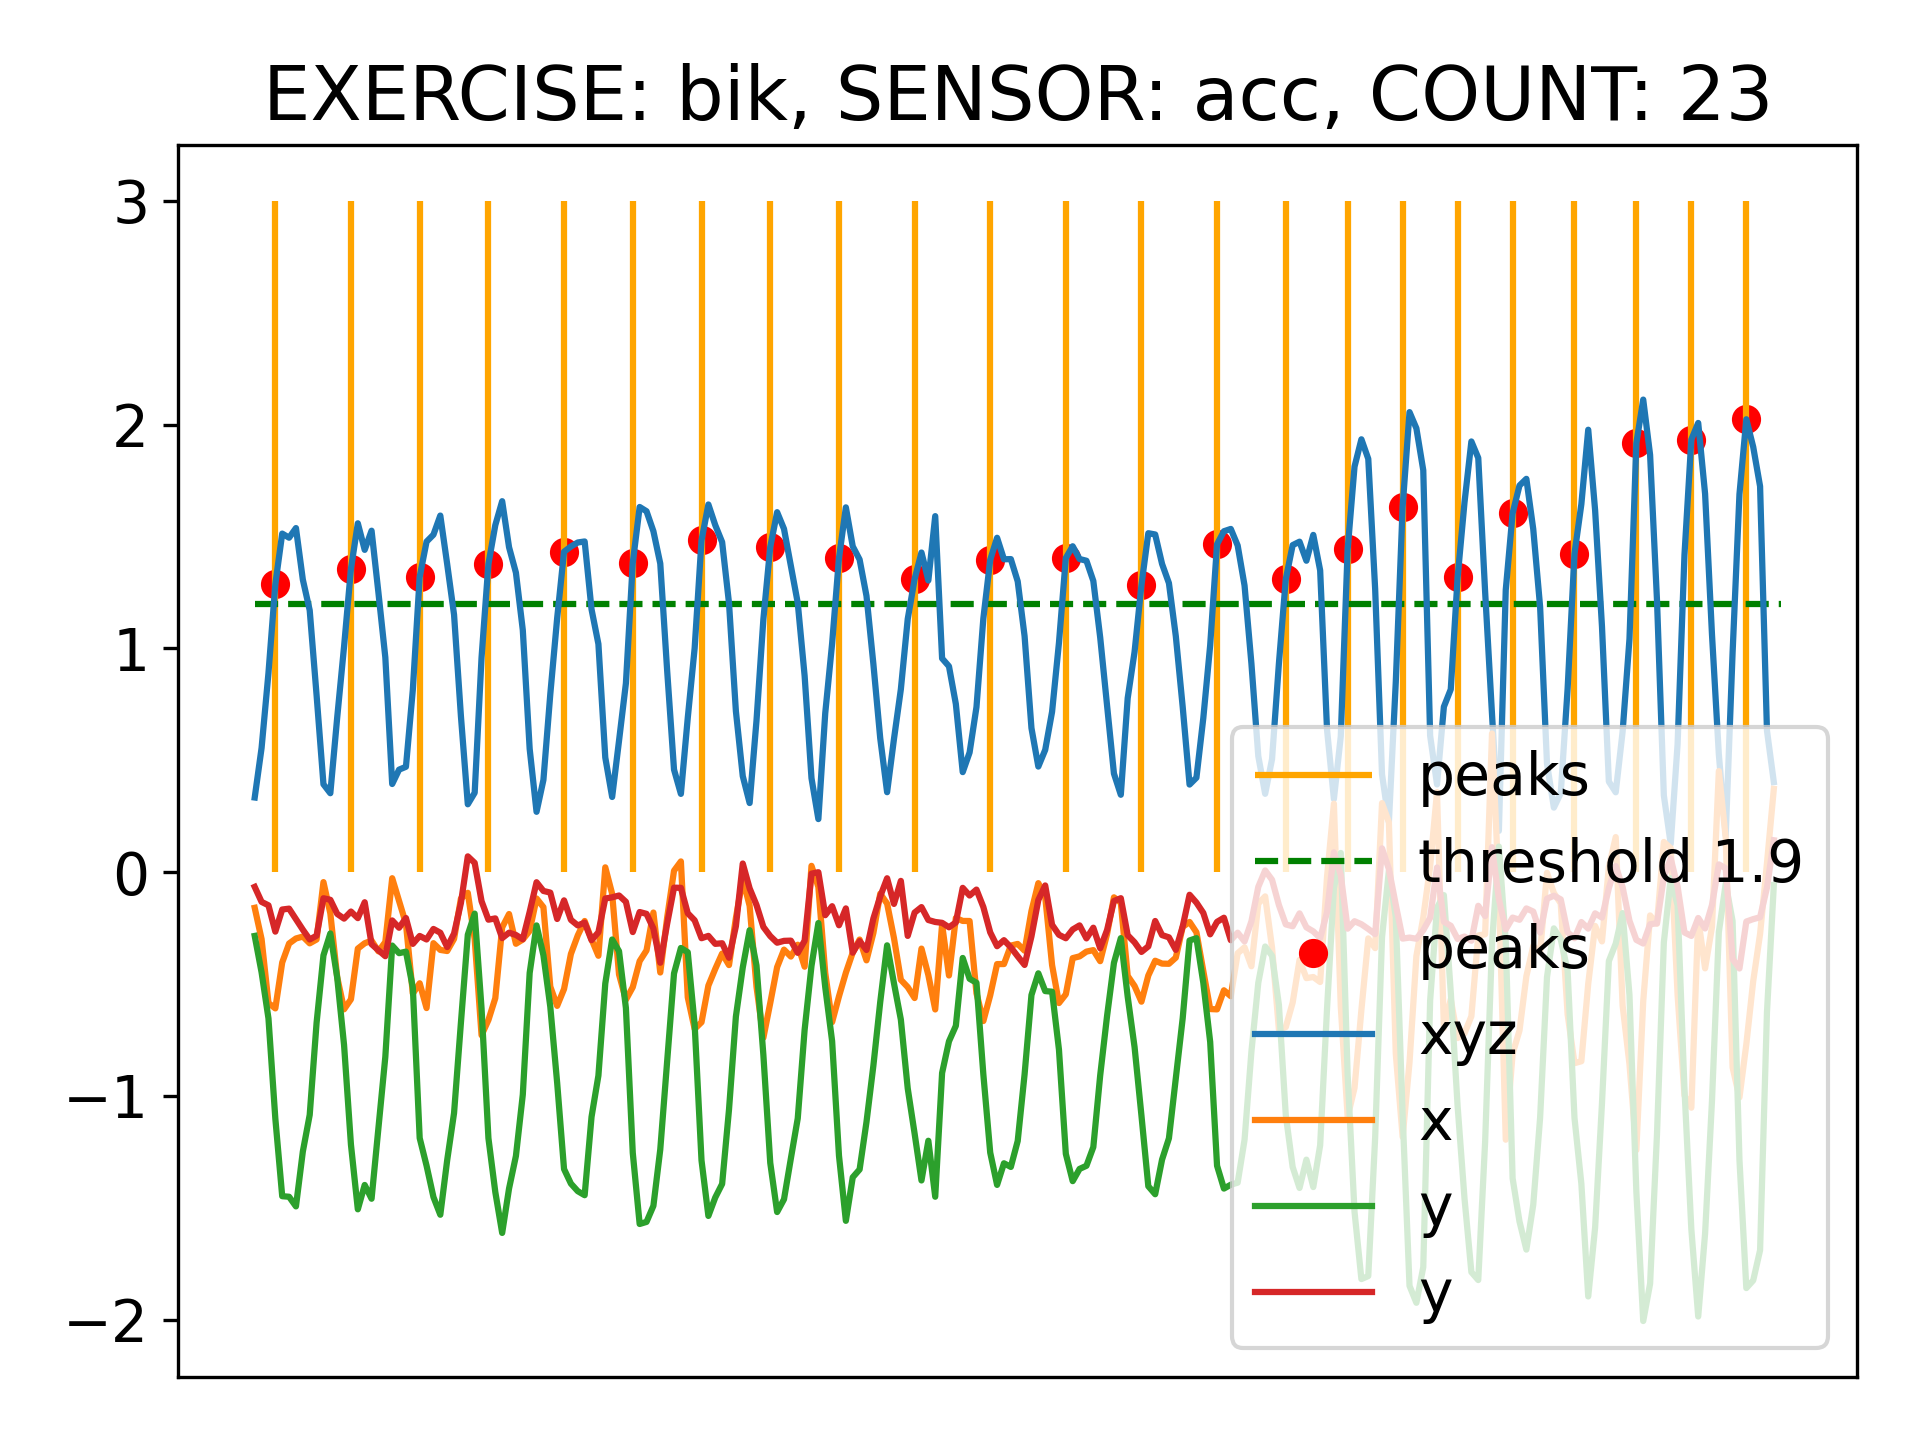 EXERCISE: bik, SENSOR: acc, COUNT: 23
3
2
1
0
−1
−2
peaks
threshold 1.9
peaks
xyz
x
y
y